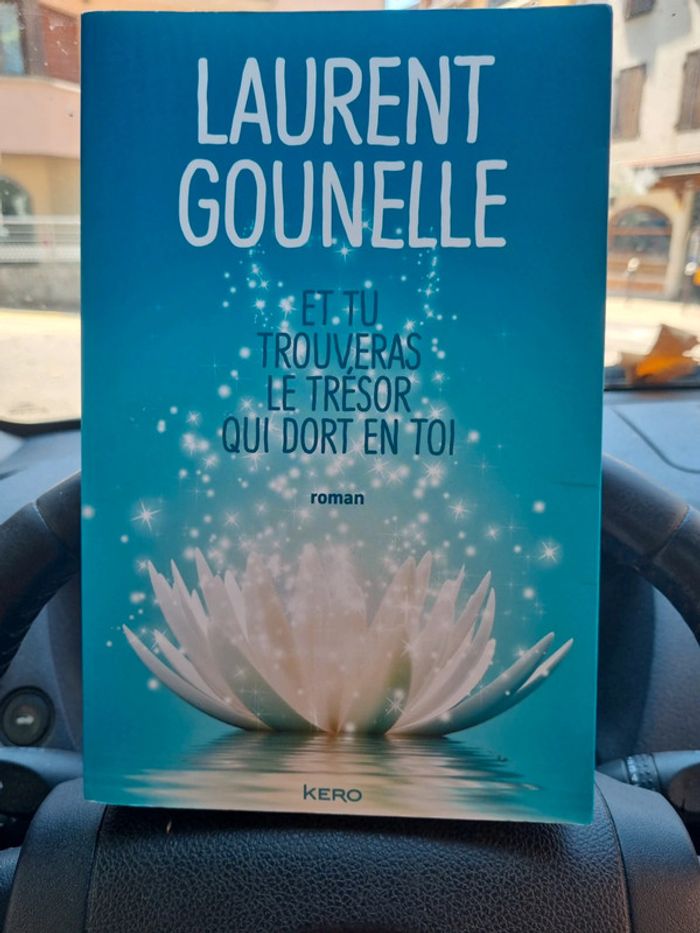 LAURENT
GOUNELLE
ET TU
TROUVERAS
LE TRÉSOR
QUI DORT EN TOI
roman
KERO